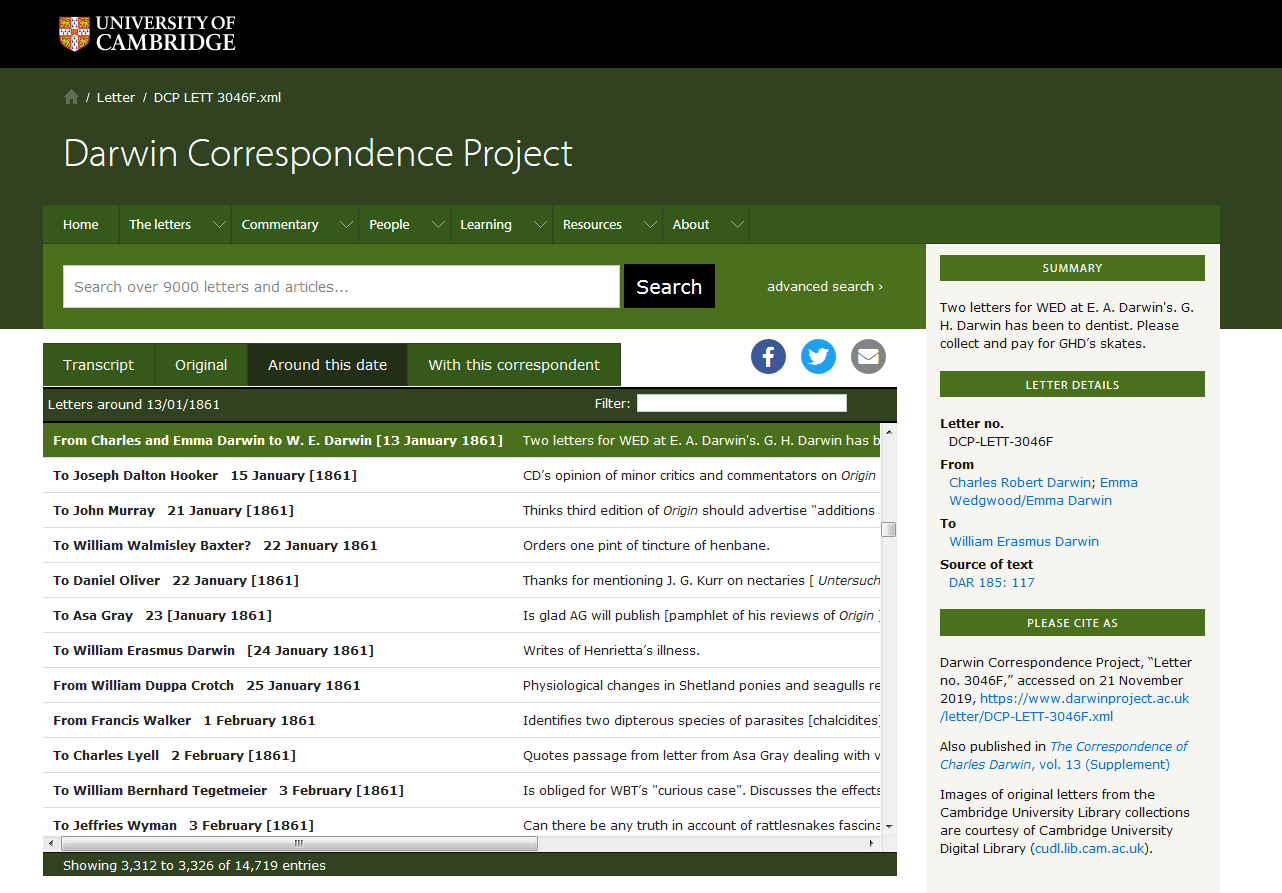 UNIVERSITY OF
CAMBRIDGE
/ Letter / DCP LETT 3046F.xml
Darwin Correspondence Project
Home The letters Commentary People Learning Resources About
Search over 9000 letters and articles...
Search
advanced search ›
Transcript Original Around this date With this correspondent
Letters around 13/01/1861 Filter:
From Charles and Emma Darwin to W. E. Darwin [13 January 1861] Two letters for WED at E. A. Darwin's. G. H. Darwin has b
To Joseph Dalton Hooker 15 January [1861] CD’s opinion of minor critics and commentators on Origin
To John Murray 21 January [1861] Thinks third edition of Origin should advertise "additions
To William Walmisley Baxter? 22 January 1861 Orders one pint of tincture of henbane.
To Daniel Oliver 22 January [1861] Thanks for mentioning J. G. Kurr on nectaries [ Untersuch
To Asa Gray 23 [January 1861] Is glad AG will publish [pamphlet of his reviews of Origin ]
To William Erasmus Darwin [24 January 1861] Writes of Henrietta’s illness.
From William Duppa Crotch 25 January 1861 Physiological changes in Shetland ponies and seagulls re
From Francis Walker 1 February 1861 Identifies two dipterous species of parasites [chalcidites]
To Charles Lyell 2 February [1861] Quotes passage from letter from Asa Gray dealing with v
To William Bernhard Tegetmeier 3 February [1861] Is obliged for WBT’s "curious case". Discusses the effects
To Jeffries Wyman 3 February [1861] Can there be any truth in account of rattlesnakes fascina
Showing 3,312 to 3,326 of 14,719 entries
SUMMARY
Two letters for WED at E. A. Darwin's. G.
H. Darwin has been to dentist. Please
collect and pay for GHD’s skates.
LETTER DETAILS
Letter no.
DCP-LETT-3046F
From
Charles Robert Darwin; Emma
Wedgwood/Emma Darwin
To
William Erasmus Darwin
Source of text
DAR 185: 117
PLEASE CITE AS
Darwin Correspondence Project, “Letter
no. 3046F,” accessed on 21 November
2019, https://www.darwinproject.ac.uk
/letter/DCP-LETT-3046F.xml
Also published in The Correspondence of
Charles Darwin, vol. 13 (Supplement)
Images of original letters from the
Cambridge University Library collections
are courtesy of Cambridge University
Digital Library (cudl.lib.cam.ac.uk).